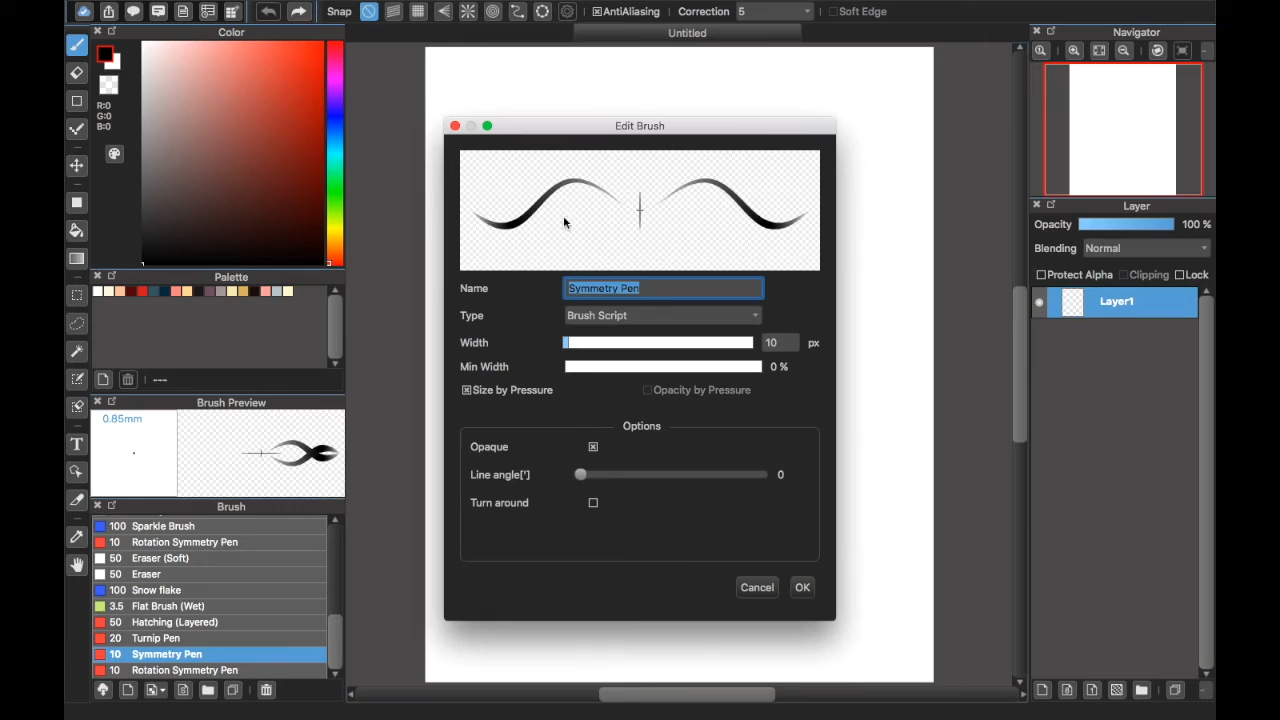 Snap
AntiAliasing
Correction
5
Soft Edge
Color
Untitled
Navigator
R:0
G:0
B:0
Edit Brush
Layer
Opacity
100 %
Blending
Normal
Protect Alpha
Clipping
Lock
Layer1
Palette
---
Name
Symmetry Pen
Type
Brush Script
Width
10
px
Min Width
0 %
Size by Pressure
Opacity by Pressure
Brush Preview
0.85mm
Options
Opaque
Line angle[']
0
Turn around
Cancel
OK
Brush
100 Sparkle Brush
10 Rotation Symmetry Pen
50 Eraser (Soft)
50 Eraser
100 Snow flake
3.5 Flat Brush (Wet)
50 Hatching (Layered)
20 Turnip Pen
10 Symmetry Pen
10 Rotation Symmetry Pen